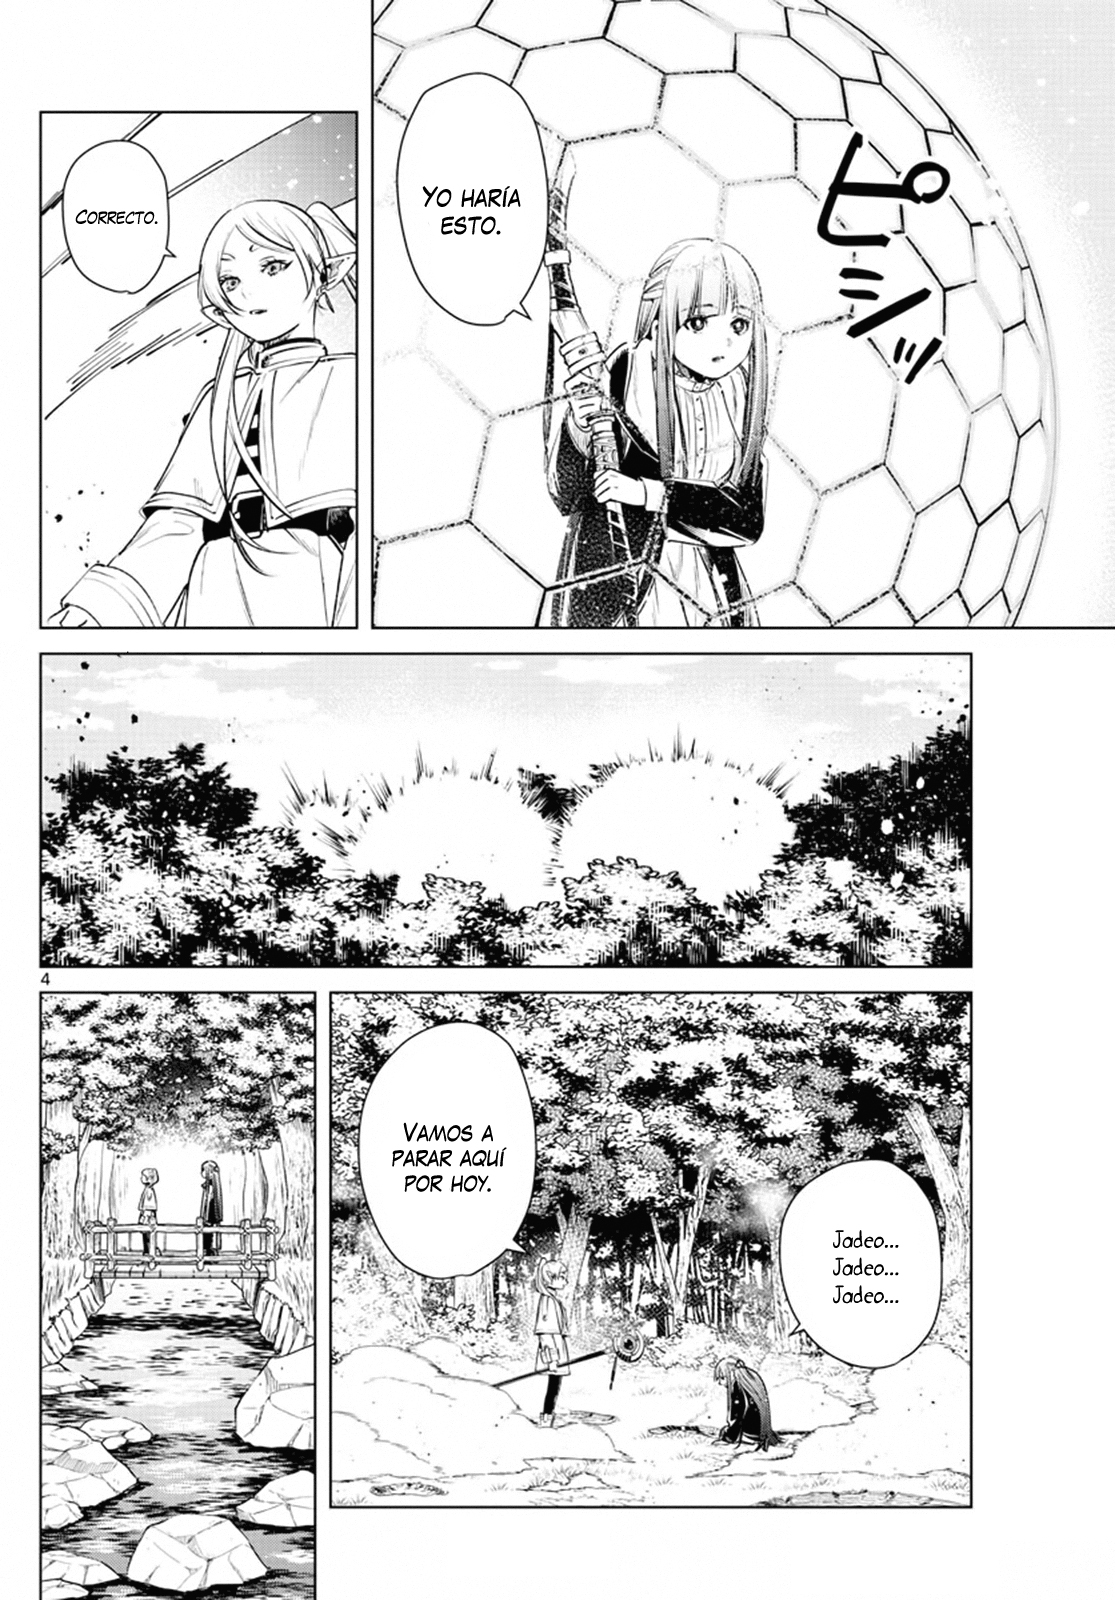 Yo haría
esto.
ピシッ
Correcto.
4
Jadeo...
Jadeo...
Jadeo...
Vamos a
parar aquí
por hoy.